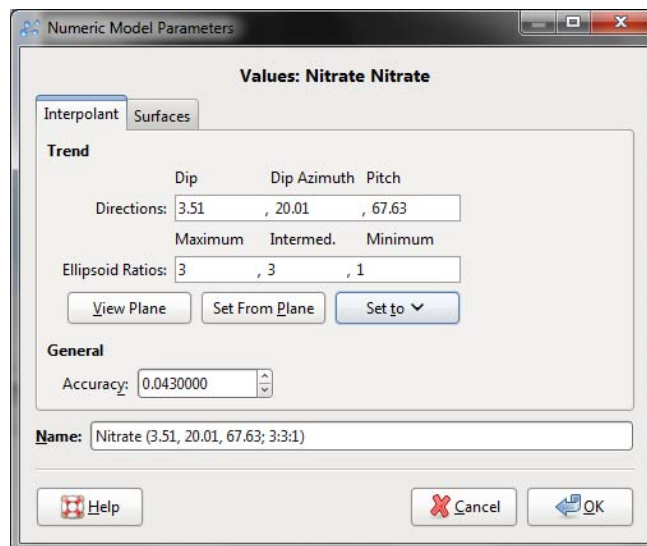 Numeric Model Parameters
Values: Nitrate Nitrate
Interpolant Surfaces
Trend
Dip Dip Azimuth Pitch
Directions: 3.51 , 20.01 , 67.63
Maximum Intermed. Minimum
Ellipsoid Ratios: 3 , 3 , 1
View Plane Set From Plane Set to
General
Accuracy: 0.0430000
Name: Nitrate (3.51, 20.01, 67.63; 3:3:1)
Help Cancel OK